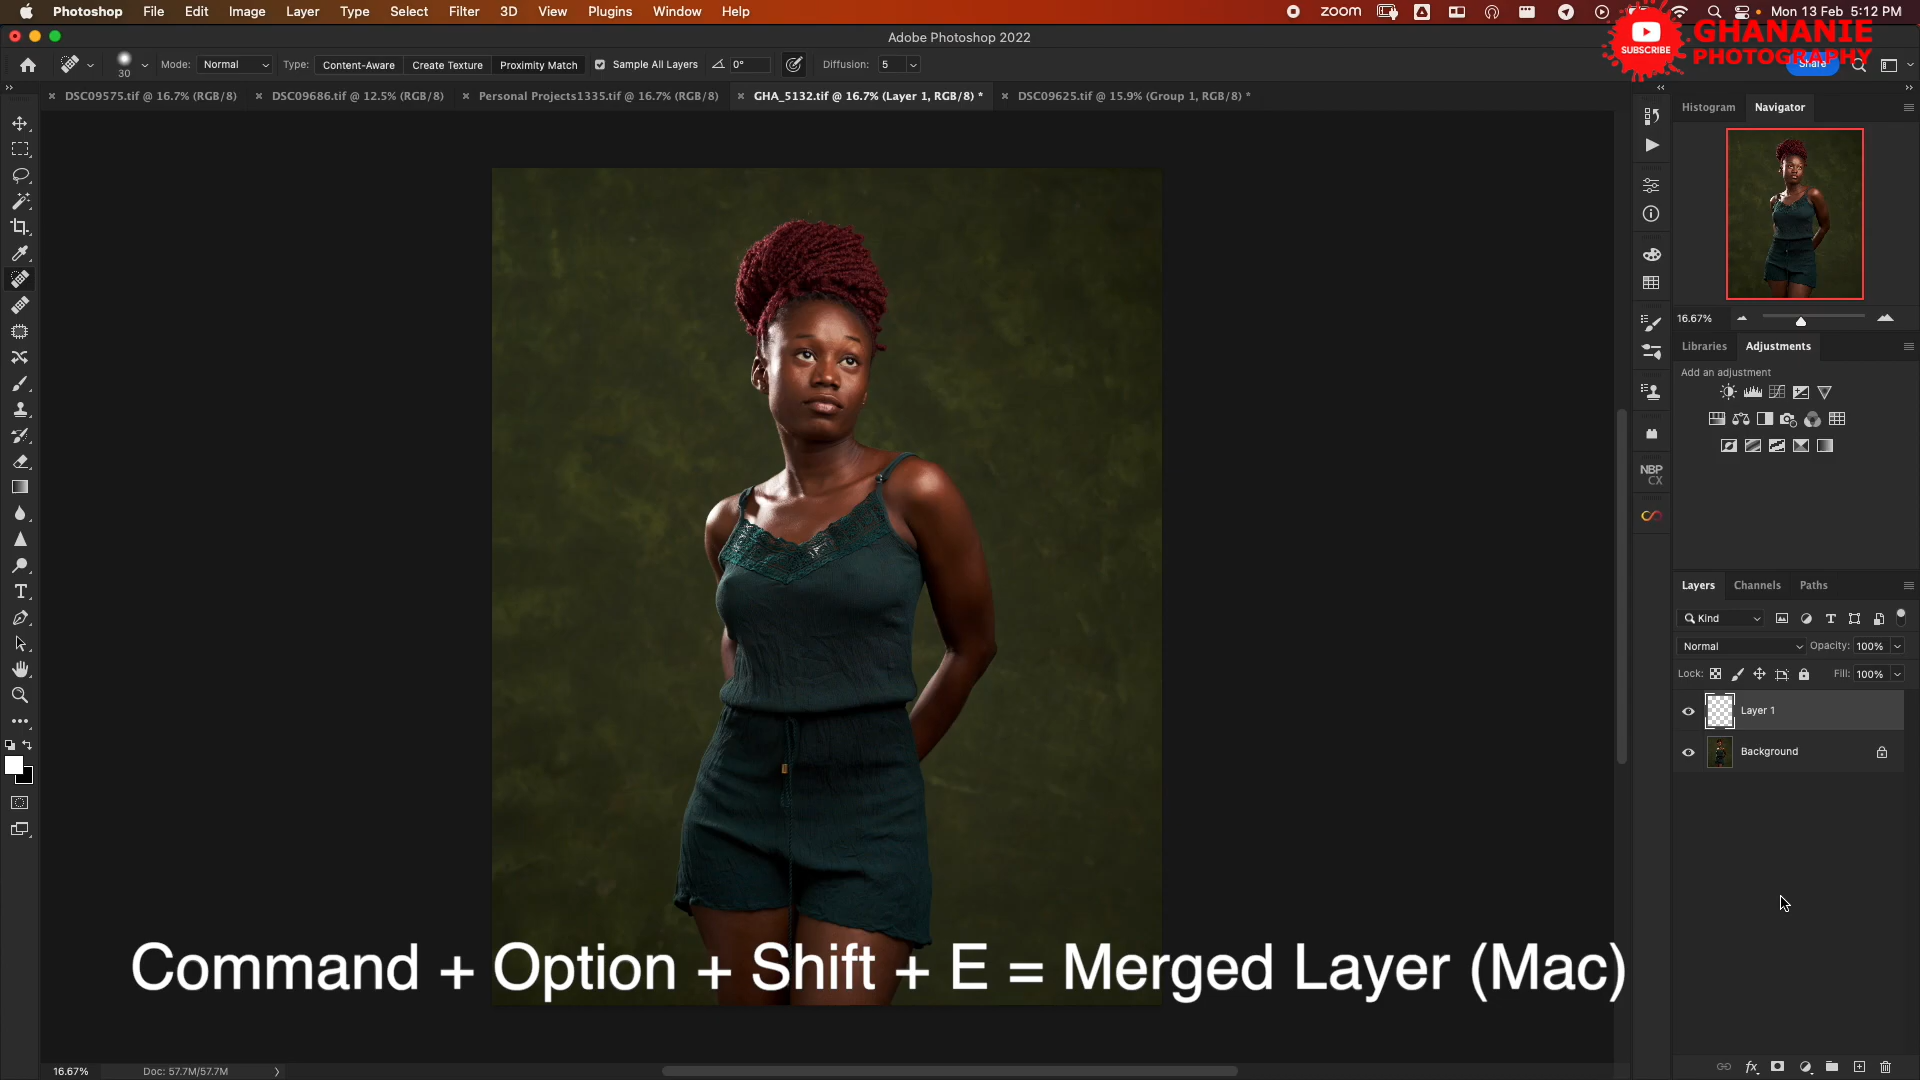 Photoshop File Edit Image Layer Type Select Filter 3D View Plugins Window Help zoom Mon 13 Feb 5:12 PM
Adobe Photoshop 2022
SUBSCRIBE
GHANANIE
PHOTOGRAPHY
30 Mode: Normal Type: Content-Aware Create Texture Proximity Match Sample All Layers 0° Diffusion: 5 Share
DSC09575.tif @ 16.7% (RGB/8) DSC09686.tif @ 12.5% (RGB/8) Personal Projects1335.tif @ 16.7% (RGB/8) GHA_5132.tif @ 16.7% (Layer 1, RGB/8) * DSC09625.tif @ 15.9% (Group 1, RGB/8) *
Histogram Navigator
16.67%
Libraries Adjustments
Add an adjustment
NBP
CX
Layers Channels Paths
Kind
Normal Opacity: 100%
Lock: Fill: 100%
Layer 1
Background
Command + Option + Shift + E = Merged Layer (Mac)
16.67% Doc: 57.7M/57.7M